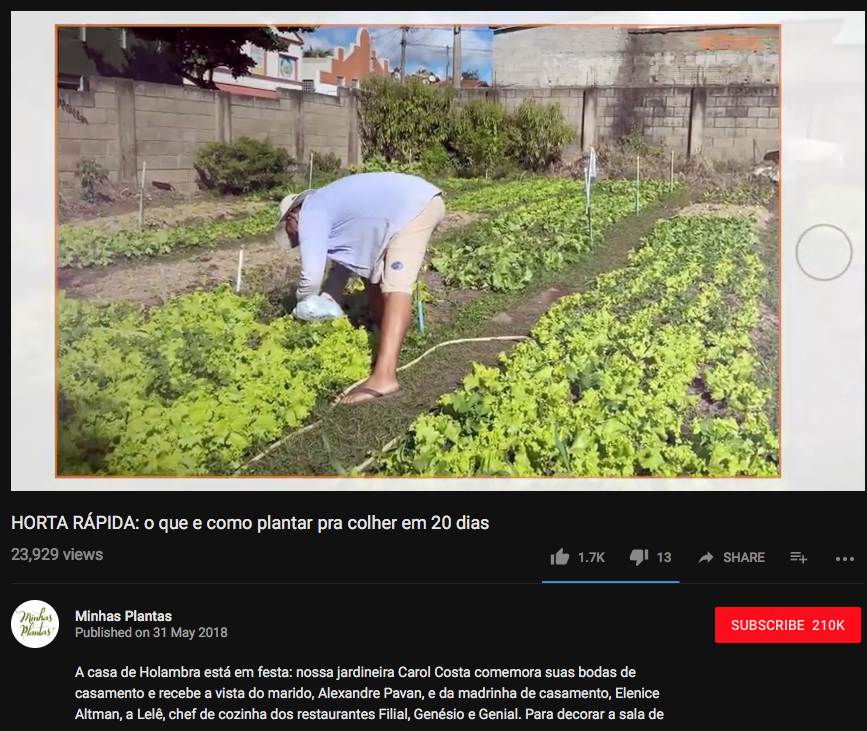 HORTA RÁPIDA: o que e como plantar pra colher em 20 dias
23,929 views
1.7K
13
SHARE
Minhas Plantas
Minhas Plantas
Published on 31 May 2018
SUBSCRIBE 210K
A casa de Holambra está em festa: nossa jardineira Carol Costa comemora suas bodas de
casamento e recebe a vista do marido, Alexandre Pavan, e da madrinha de casamento, Elenice
Altman, a Lelê, chef de cozinha dos restaurantes Filial, Genésio e Genial. Para decorar a sala de